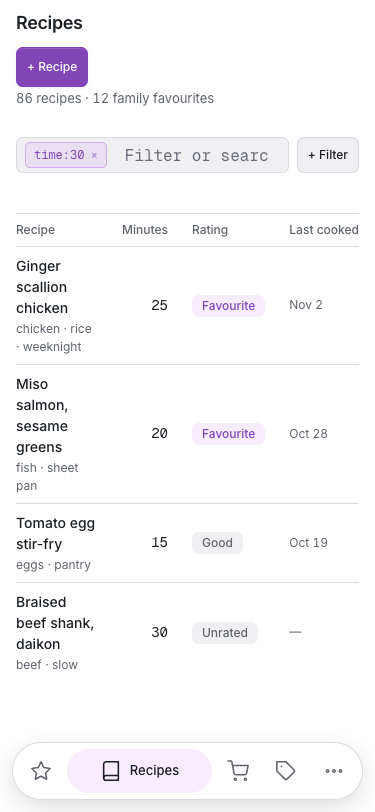 Recipes
+ Recipe
86 recipes · 12 family favourites
time:30 ×
Filter or searc
+ Filter
Recipe Minutes Rating Last cooked
Ginger
scallion
chicken
chicken · rice
· weeknight
25
Favourite
Nov 2
Miso
salmon,
sesame
greens
fish · sheet
pan
20
Favourite
Oct 28
Tomato egg
stir-fry
eggs · pantry
15
Good
Oct 19
Braised
beef shank,
daikon
beef · slow
30
Unrated
—
Recipes